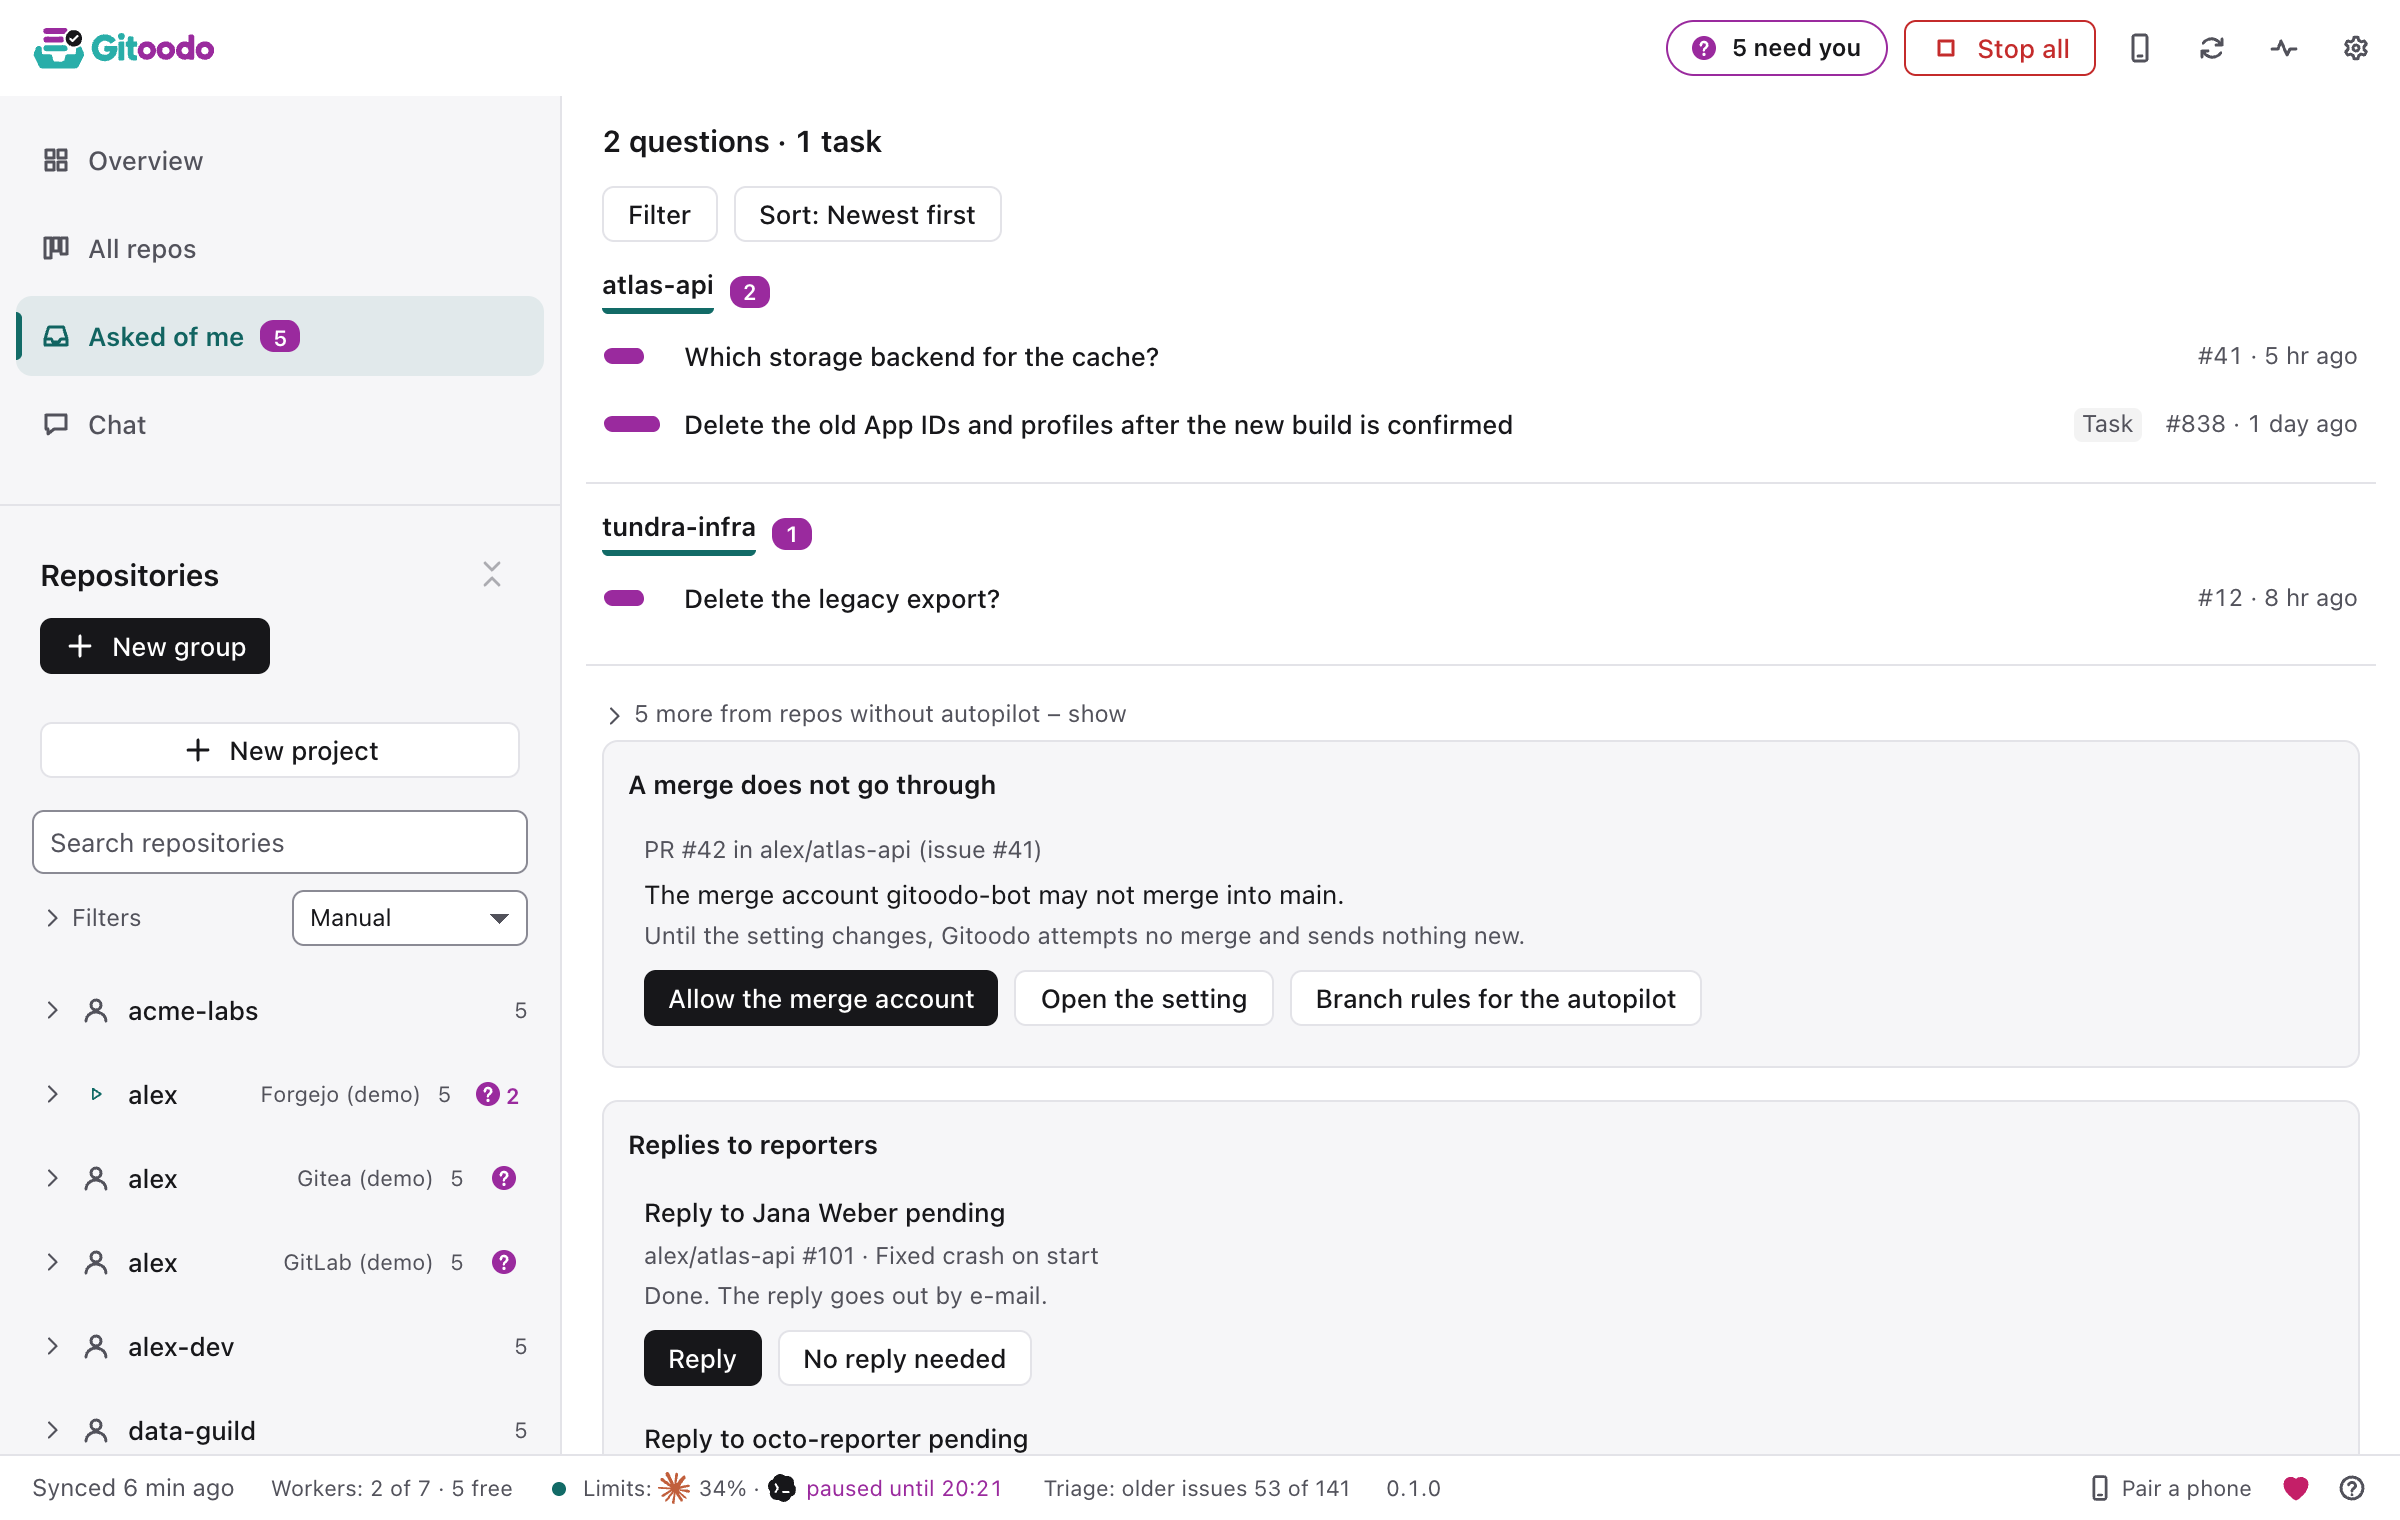 Gitoodo
5 need you
Stop all
Overview
All repos
Asked of me 5
Chat
Repositories
New group
New project
Search repositories
Filters
Manual
acme-labs 5
alex Forgejo (demo) 5 ? 2
alex Gitea (demo) 5 ?
alex GitLab (demo) 5 ?
alex-dev 5
data-guild 5
2 questions · 1 task
Filter
Sort: Newest first
atlas-api 2
Which storage backend for the cache? #41 · 5 hr ago
Delete the old App IDs and profiles after the new build is confirmed Task #838 · 1 day ago
tundra-infra 1
Delete the legacy export? #12 · 8 hr ago
5 more from repos without autopilot – show
A merge does not go through
PR #42 in alex/atlas-api (issue #41)
The merge account gitoodo-bot may not merge into main.
Until the setting changes, Gitoodo attempts no merge and sends nothing new.
Allow the merge account
Open the setting
Branch rules for the autopilot
Replies to reporters
Reply to Jana Weber pending
alex/atlas-api #101 · Fixed crash on start
Done. The reply goes out by e-mail.
Reply
No reply needed
Reply to octo-reporter pending
Synced 6 min ago
Workers: 2 of 7 · 5 free
Limits: 34% · paused until 20:21
Triage: older issues 53 of 141
0.1.0
Pair a phone